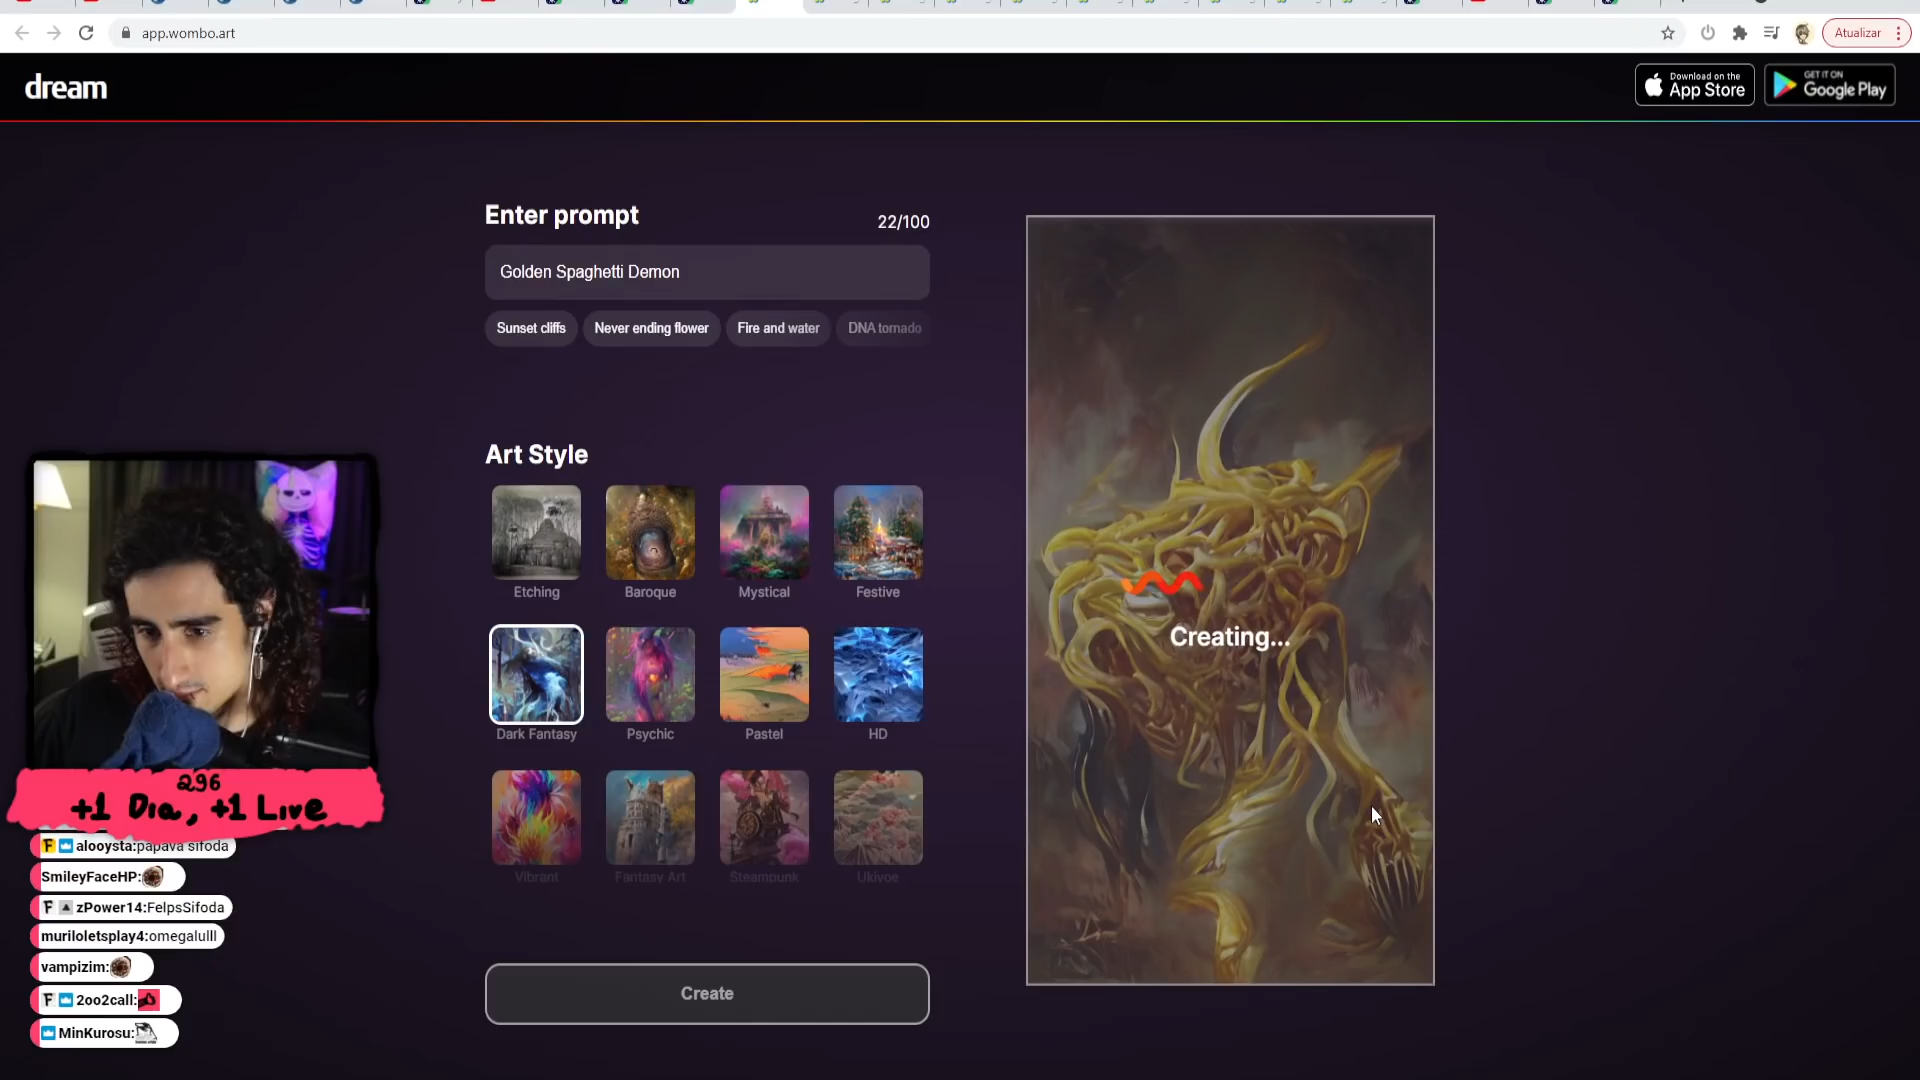 app.wombo.art
Atualizar
dream
Download on the
App Store
GET IT ON
Google Play
Enter prompt
22/100
Golden Spaghetti Demon
Sunset cliffs
Never ending flower
Fire and water
DNA tornado
Art Style
Etching
Baroque
Mystical
Festive
Dark Fantasy
Psychic
Pastel
HD
Vibrant
Fantasy Art
Steampunk
Ukiyoe
Create
Creating...
296
+1 Dia, +1 Live
alooysta:papava sifoda
SmileyFaceHP:
zPower14:FelpsSifoda
muriloletsplay4:omegalulll
vampizim:
2oo2call:
MinKurosu: